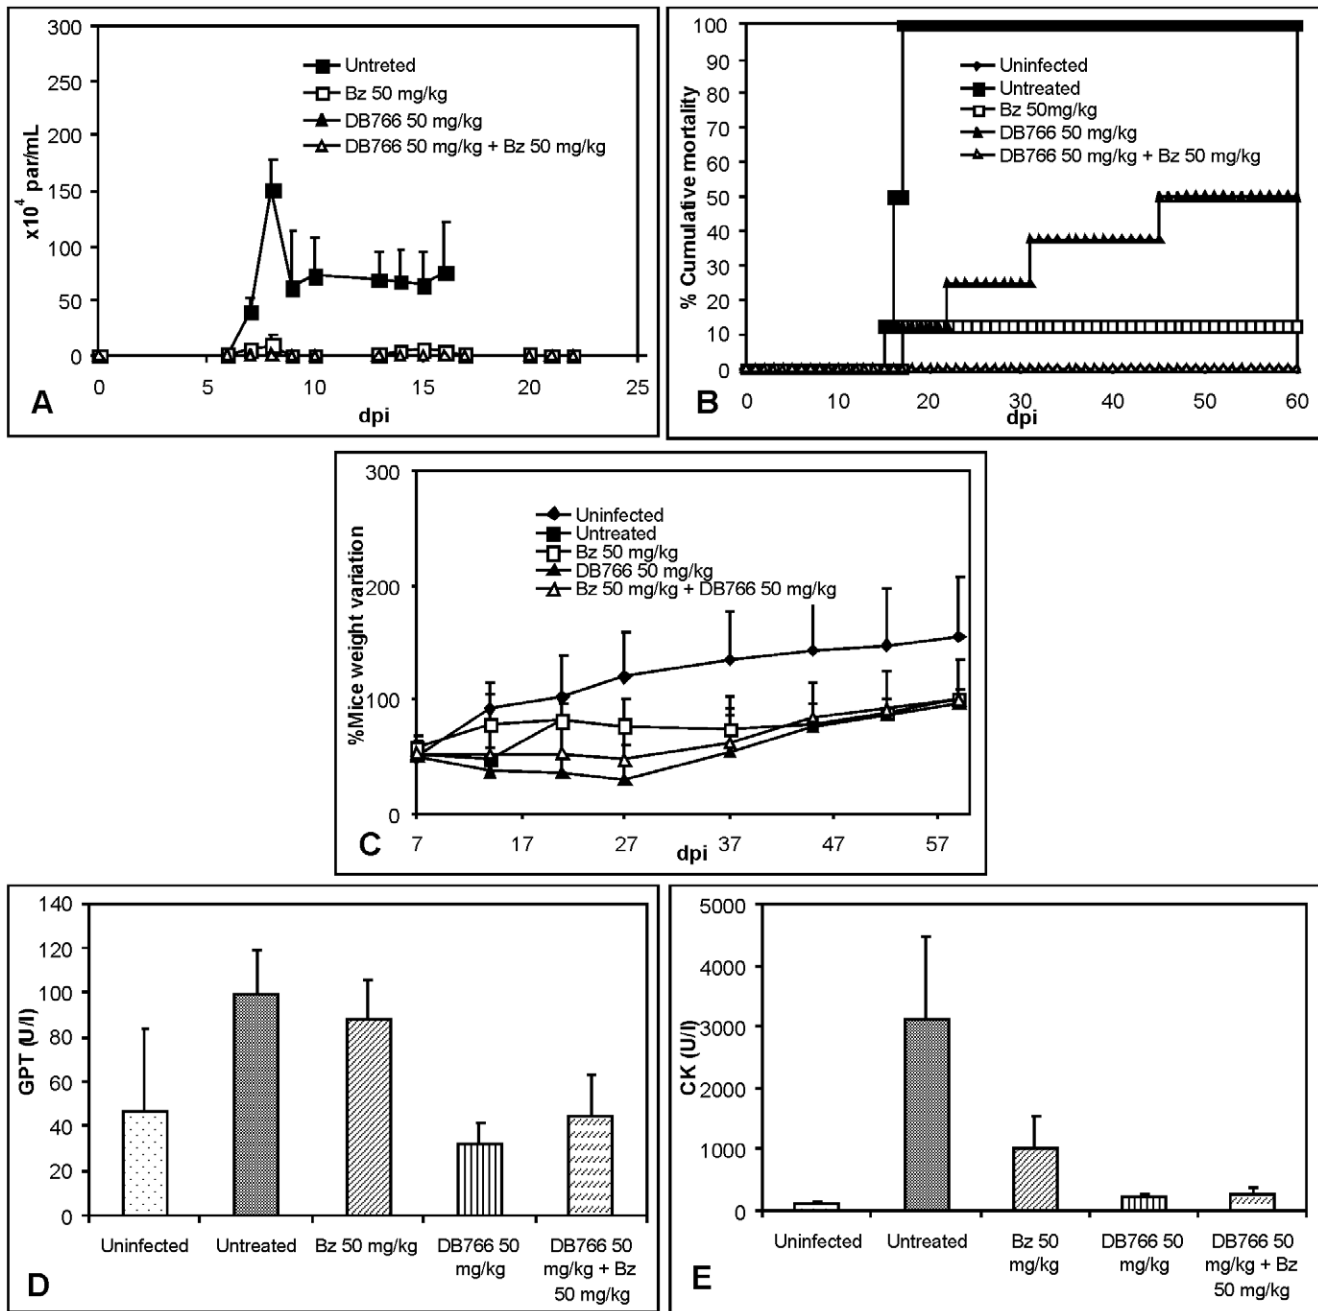 300
250
200
150
100
50
0
x10⁴ par/mL
Untreted
Bz 50 mg/kg
DB766 50 mg/kg
DB766 50 mg/kg + Bz 50 mg/kg
0 5 10 15 20 25
dpi
A
100
90
80
70
60
50
40
30
20
10
0
% Cumulative mortality
Uninfected
Untreated
Bz 50mg/kg
DB766 50 mg/kg
DB766 50 mg/kg + Bz 50 mg/kg
0 10 20 30 40 50 60
dpi
B
300
200
100
0
%Mice weight variation
Uninfected
Untreated
Bz 50 mg/kg
DB766 50 mg/kg
Bz 50 mg/kg + DB766 50 mg/kg
7 17 27 37 47 57
dpi
C
140
120
100
80
60
40
20
0
GPT (U/l)
Uninfected
Untreated
Bz 50 mg/kg
DB766 50
mg/kg
DB766 50
mg/kg + Bz
50 mg/kg
D
5000
4000
3000
2000
1000
0
CK (U/l)
Uninfected
Untreated
Bz 50
mg/kg
DB766 50
mg/kg
DB766 50
mg/kg + Bz
50 mg/kg
E